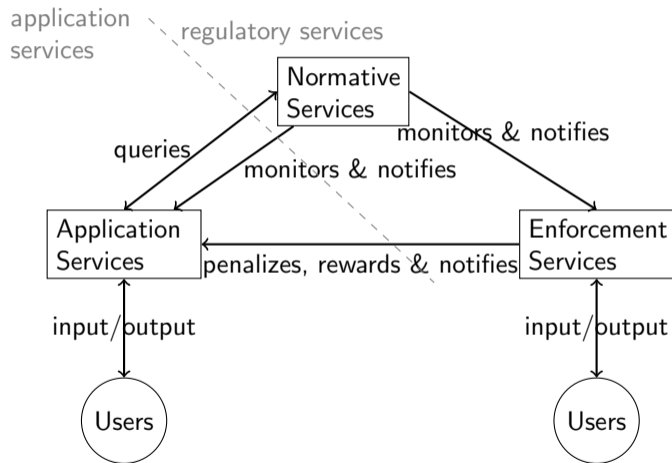 application
services
regulatory services
Normative
Services
monitors & notifies
queries
monitors & notifies
Application
Services
Enforcement
Services
penalizes, rewards & notifies
input/output
input/output
Users
Users